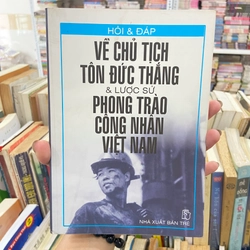 HỎI & ĐÁP
VỀ CHỦ TỊCH
TÔN ĐỨC THẮNG
& LƯỢC SỬ
PHONG TRÀO
CÔNG NHÂN
VIỆT NAM
NHÀ XUẤT BẢN TRẺ